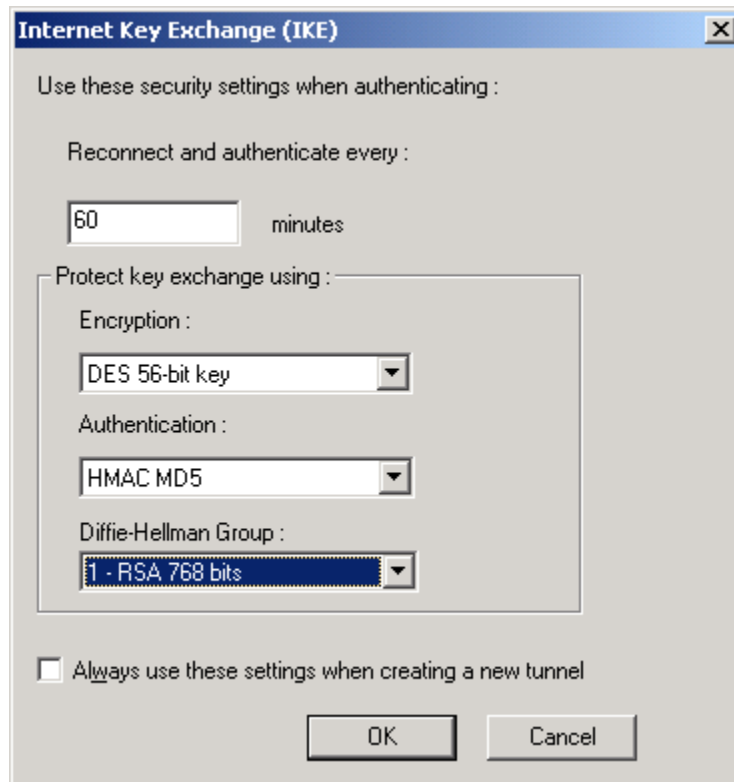 Internet Key Exchange (IKE)
Use these security settings when authenticating :
Reconnect and authenticate every :
60 minutes
Protect key exchange using :
Encryption :
DES 56-bit key
Authentication :
HMAC MD5
Diffie-Hellman Group :
1 - RSA 768 bits
Always use these settings when creating a new tunnel
OK Cancel